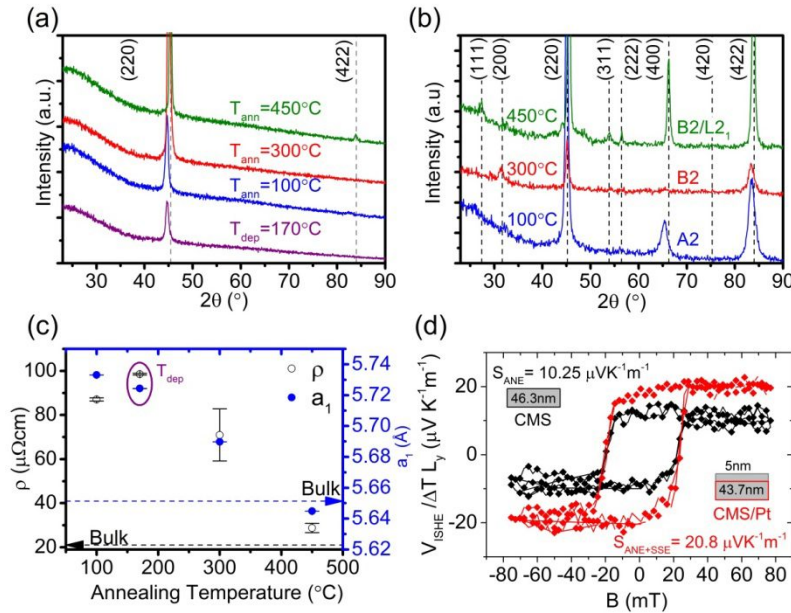 (a)
(220)
(422)
T_ann=450°C
T_ann=300°C
T_ann=100°C
T_dep=170°C
Intensity (a.u.)
30 40 50 60 70 80 90
2θ (°)
(b)
(111)
(200)
(220)
(311)
(222)
(400)
(420)
(422)
450°C
B2/L2₁
300°C
B2
100°C
A2
Intensity (a.u.)
30 40 50 60 70 80 90
2θ (°)
(c)
100
80
60
40
20
ρ (μΩcm)
T_dep
ρ
a₁
Bulk
Bulk
5.74
5.72
5.70
5.68
5.66
5.64
5.62
a₁ (Å)
0 100 200 300 400 500
Annealing Temperature (°C)
(d)
S_ANE = 10.25 μVK⁻¹m⁻¹
46.3nm
CMS
5nm
43.7nm
CMS/Pt
S_ANE+SSE = 20.8 μVK⁻¹m⁻¹
20
0
-20
V_ISHE /ΔT L_y (μV K⁻¹m⁻¹)
-80 -60 -40 -20 0 20 40 60 80
B (mT)